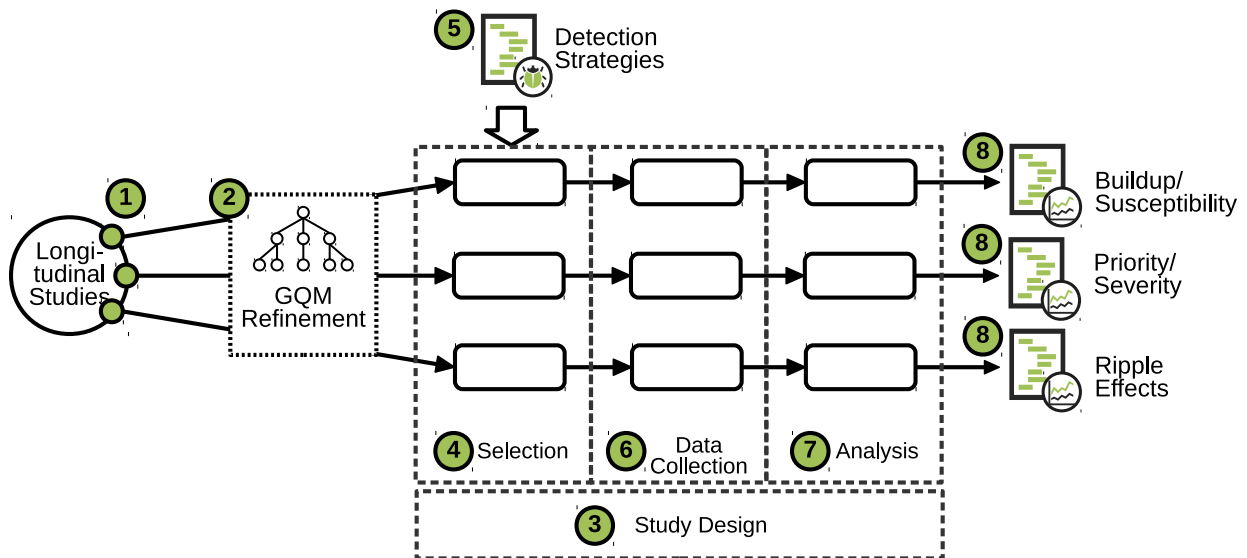 5
Detection
Strategies
1
2
Longi-
tudinal
Studies
GQM
Refinement
8
Buildup/
Susceptibility
8
Priority/
Severity
8
Ripple
Effects
4
Selection
6
Data
Collection
7
Analysis
3
Study Design